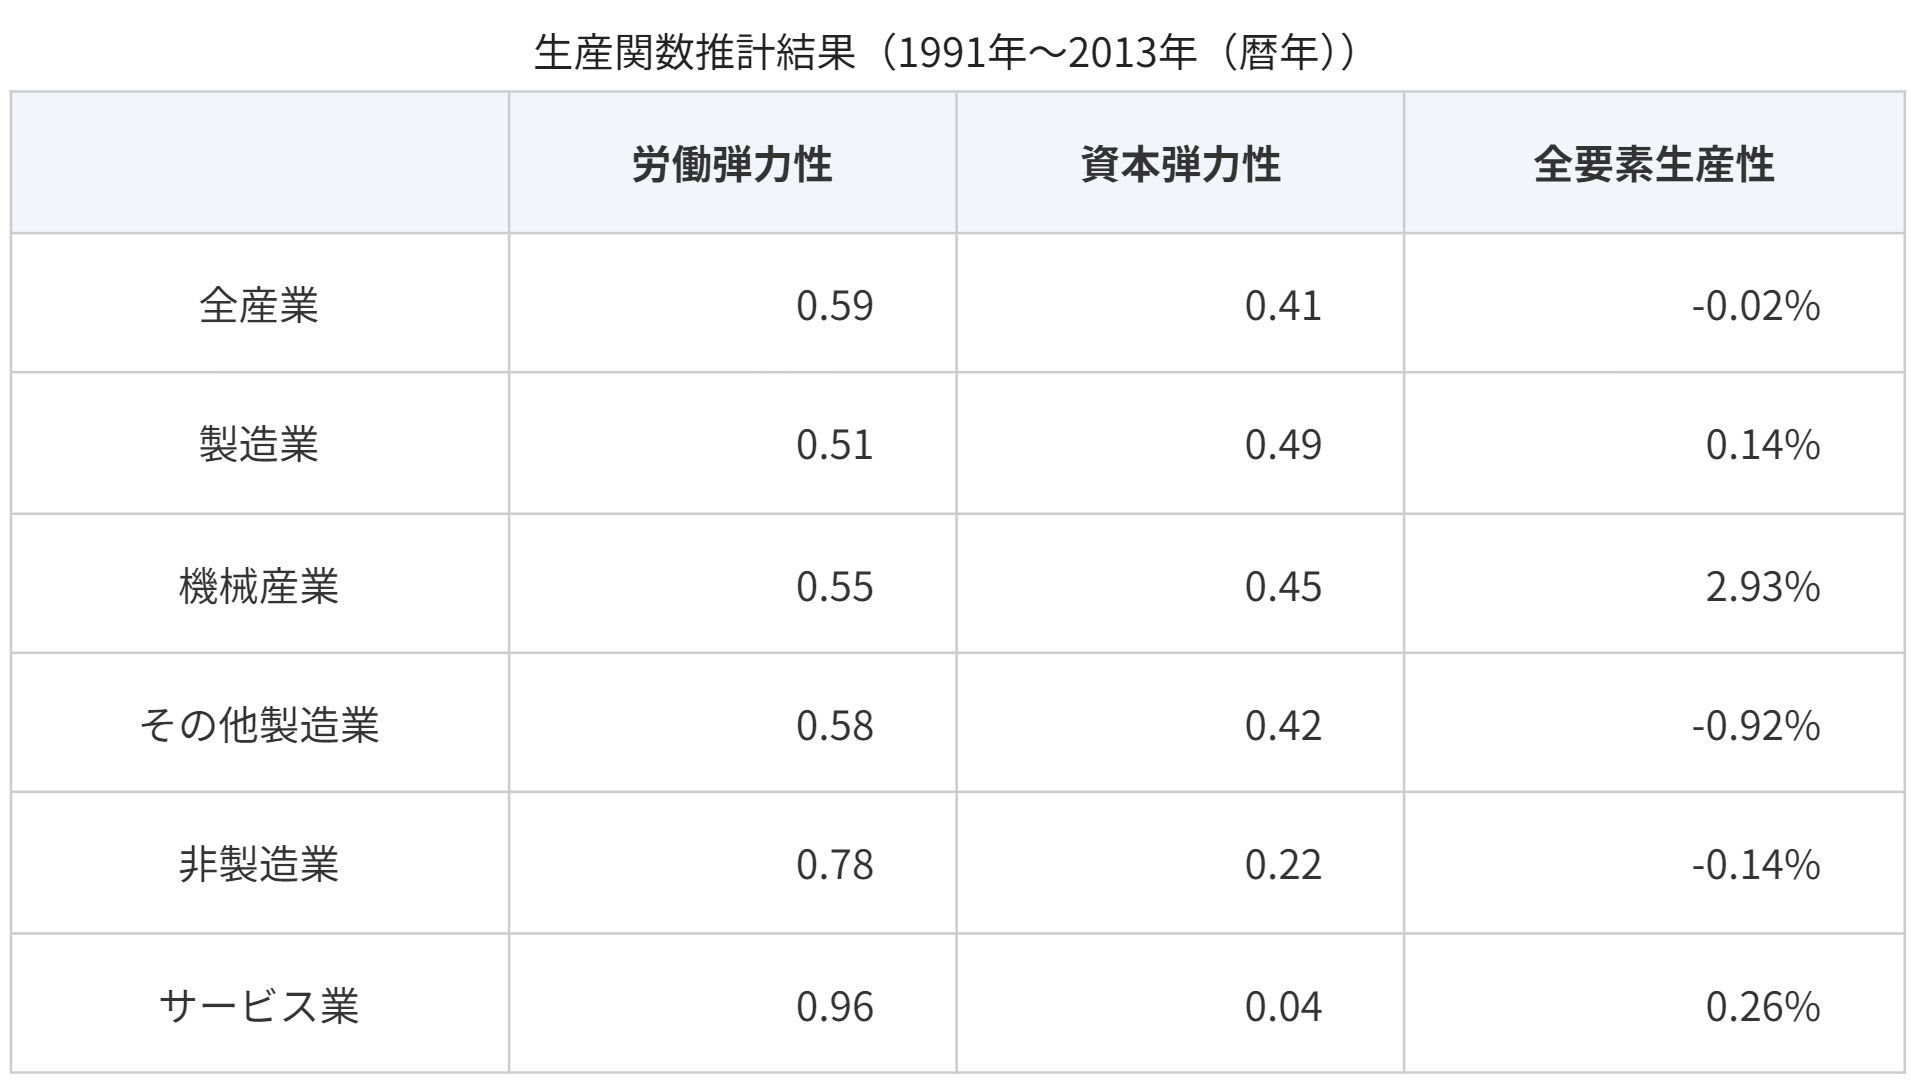 生産関数推計結果（1991年～2013年（暦年））
労働弾力性 資本弾力性 全要素生産性
全産業 0.59 0.41 -0.02%
製造業 0.51 0.49 0.14%
機械産業 0.55 0.45 2.93%
その他製造業 0.58 0.42 -0.92%
非製造業 0.78 0.22 -0.14%
サービス業 0.96 0.04 0.26%